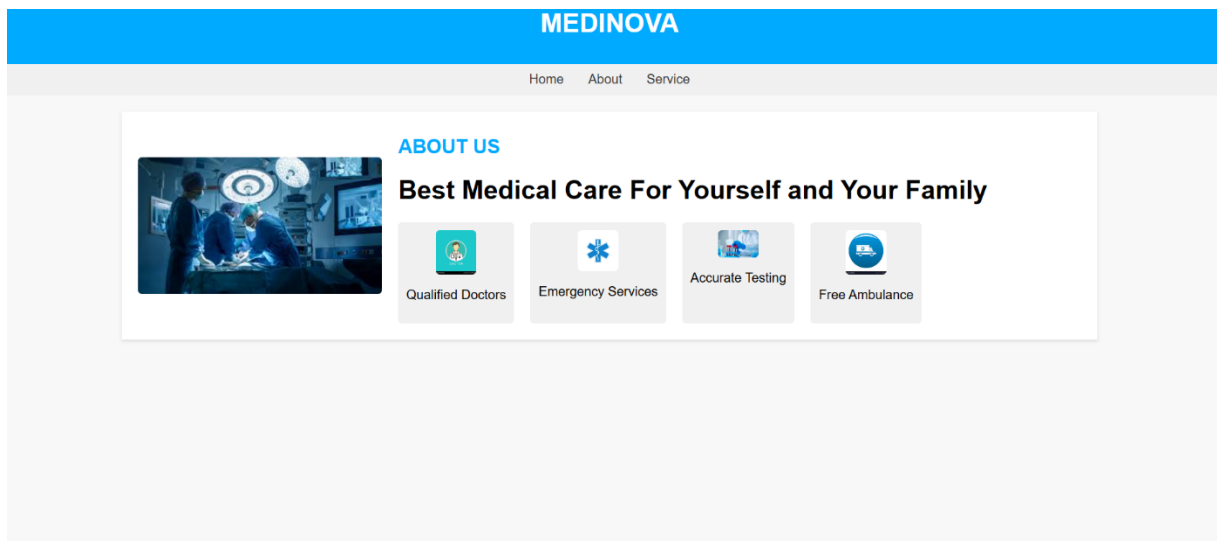 MEDINOVA
Home About Service
ABOUT US
Best Medical Care For Yourself and Your Family
Qualified Doctors
Emergency Services
Accurate Testing
Free Ambulance